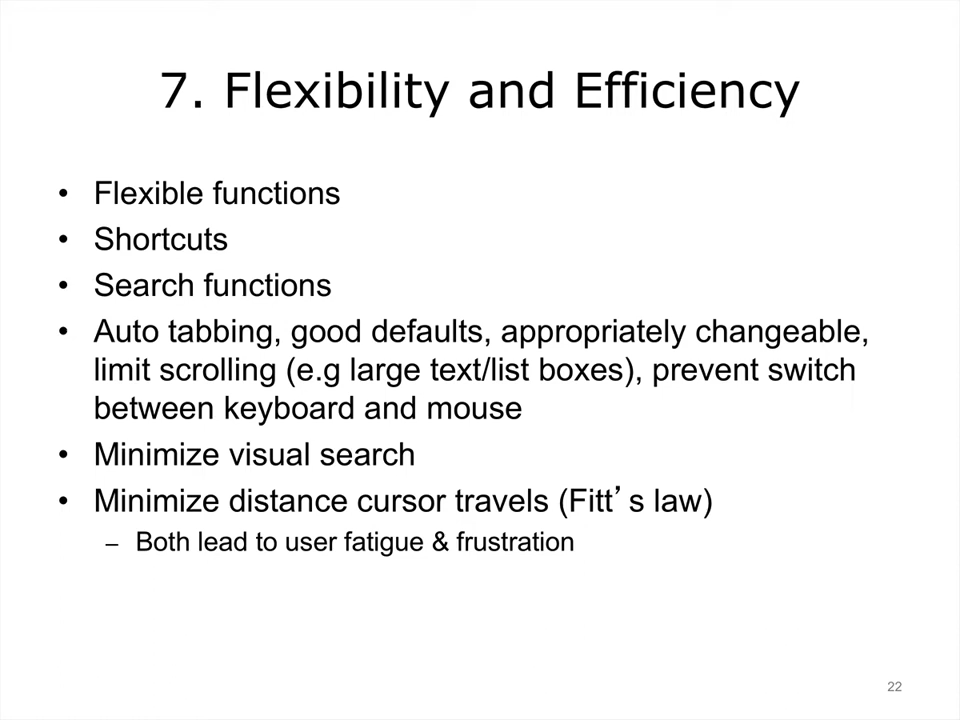 7. Flexibility and Efficiency
• Flexible functions
• Shortcuts
• Search functions
• Auto tabbing, good defaults, appropriately changeable,
limit scrolling (e.g large text/list boxes), prevent switch
between keyboard and mouse
• Minimize visual search
• Minimize distance cursor travels (Fitt’s law)
– Both lead to user fatigue & frustration
22